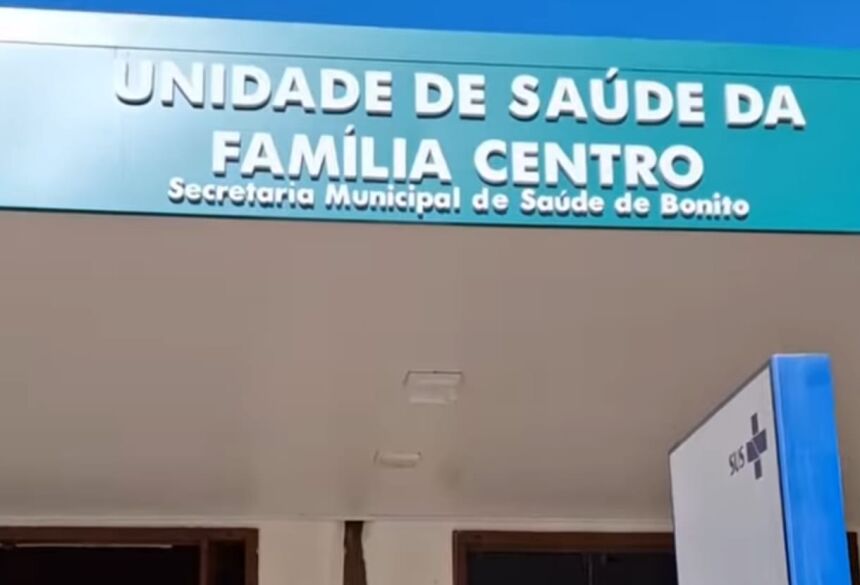 UNIDADE DE SAÚDE DA
FAMÍLIA CENTRO
Secretaria Municipal de Saúde de Bonito
SUS